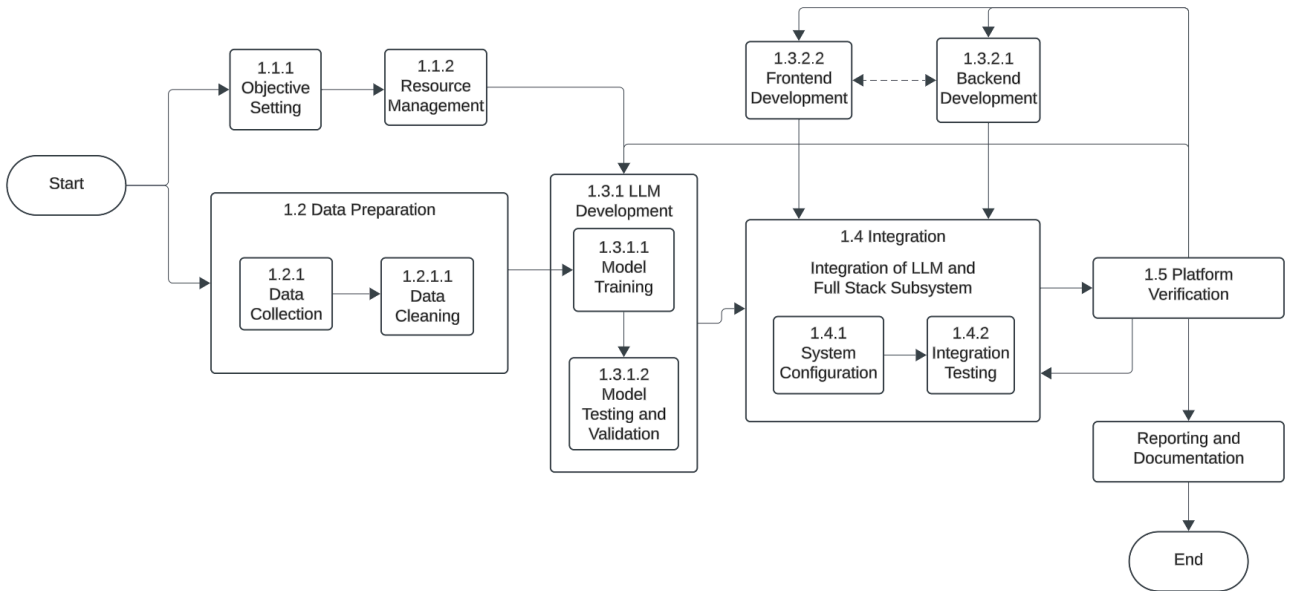 Start
1.1.1
Objective
Setting
1.1.2
Resource
Management
1.2 Data Preparation
1.2.1
Data
Collection
1.2.1.1
Data
Cleaning
1.3.1 LLM
Development
1.3.1.1
Model
Training
1.3.1.2
Model
Testing and
Validation
1.3.2.2
Frontend
Development
1.3.2.1
Backend
Development
1.4 Integration
Integration of LLM and
Full Stack Subsystem
1.4.1
System
Configuration
1.4.2
Integration
Testing
1.5 Platform
Verification
Reporting and
Documentation
End